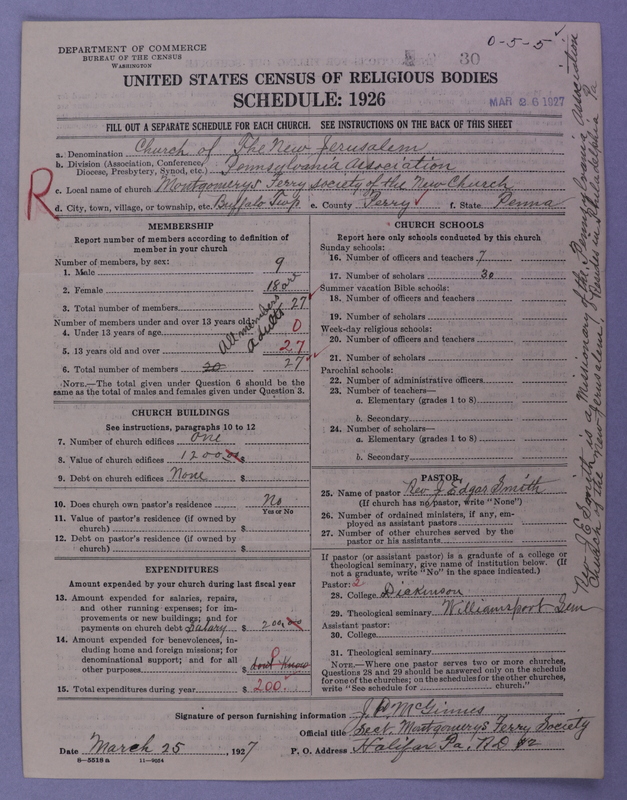 DEPARTMENT OF COMMERCE
BUREAU OF THE CENSUS
WASHINGTON
30
0-5-5
UNITED STATES CENSUS OF RELIGIOUS BODIES
SCHEDULE: 1926
MAR 26 1927
FILL OUT A SEPARATE SCHEDULE FOR EACH CHURCH. SEE INSTRUCTIONS ON THE BACK OF THIS SHEET
R
a. Denomination Church of The New Jerusalem
b. Division (Association, Conference, Diocese, Presbytery, Synod, etc.) Pennsylvania Association
c. Local name of church Montgomerys Ferry Society of the New Church
d. City, town, village, or township, etc. Buffalo Twp. e. County Perry f. State Penna
MEMBERSHIP
Report number of members according to definition of member in your church
Number of members, by sex:
1. Male 9
2. Female 18
3. Total number of members 27
Number of members under and over 13 years old:
All members are adults
4. Under 13 years of age 0
5. 13 years old and over 27
6. Total number of members 20 27
NOTE.—The total given under Question 6 should be the same as the total of males and females given under Question 3.
CHURCH BUILDINGS
See instructions, paragraphs 10 to 12
7. Number of church edifices One
8. Value of church edifices 1200 00 $
9. Debt on church edifices None $
10. Does church own pastor's residence No
Yes or No
11. Value of pastor's residence (if owned by church) $
12. Debt on pastor's residence (if owned by church) $
EXPENDITURES
Amount expended by your church during last fiscal year
13. Amount expended for salaries, repairs, and other running expenses; for improvements or new buildings; and for payments on church debt Salary $ 200.00
14. Amount expended for benevolences, including home and foreign missions; for denominational support; and for all other purposes $ don't Know
15. Total expenditures during year $ 200.
CHURCH SCHOOLS
Report here only schools conducted by this church
Sunday schools:
16. Number of officers and teachers 7
17. Number of scholars 30
Summer vacation Bible schools:
18. Number of officers and teachers
19. Number of scholars
Week-day religious schools:
20. Number of officers and teachers
21. Number of scholars
Parochial schools:
22. Number of administrative officers
23. Number of teachers—
a. Elementary (grades 1 to 8)
b. Secondary
24. Number of scholars—
a. Elementary (grades 1 to 8)
b. Secondary
PASTOR
25. Name of pastor Rev J Edgar Smith
(If church has no pastor, write "None")
26. Number of ordained ministers, if any, employed as assistant pastors
27. Number of other churches served by the pastor or his assistants
If pastor (or assistant pastor) is a graduate of a college or theological seminary, give name of institution below. (If not a graduate, write "No" in the space indicated.)
Pastor: 2
28. College Dickinson
29. Theological seminary Williamsport Sem
Assistant pastor:
30. College
31. Theological seminary
NOTE.—Where one pastor serves two or more churches, Questions 28 and 29 should be answered only on the schedule for one of the churches; on the schedules for the other churches, write "See schedule for ........ church."
Rev J. E. Smith is a Missionary of the Pennsylvania Association
Church of the New Jerusalem. Resides in Philadelphia Pa
Signature of person furnishing information J. D. McGinnes
Official title Sect. Montgomerys Ferry Society
Date March 25, 1927 P. O. Address Halifax Pa. RD #2
8—5518 a 11—9054